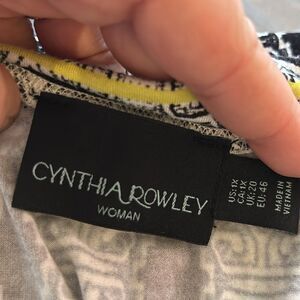 CYNTHIA ROWLEY
WOMAN
US:1X
CA:1X
UK:20
EU:46
MADE IN
VIETNAM